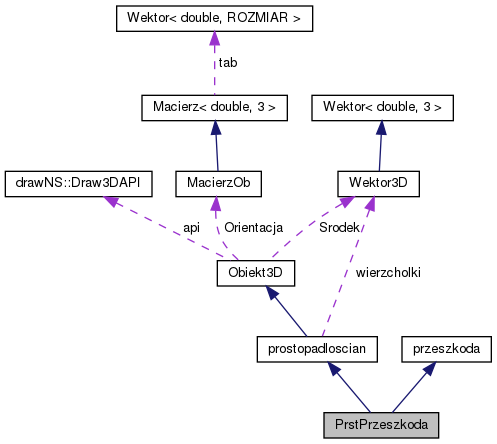 Wektor< double, ROZMIAR >
tab
Macierz< double, 3 >
Wektor< double, 3 >
drawNS::Draw3DAPI
MacierzOb
Wektor3D
api
Orientacja
Srodek
Obiekt3D
wierzcholki
prostopadloscian
przeszkoda
PrstPrzeszkoda